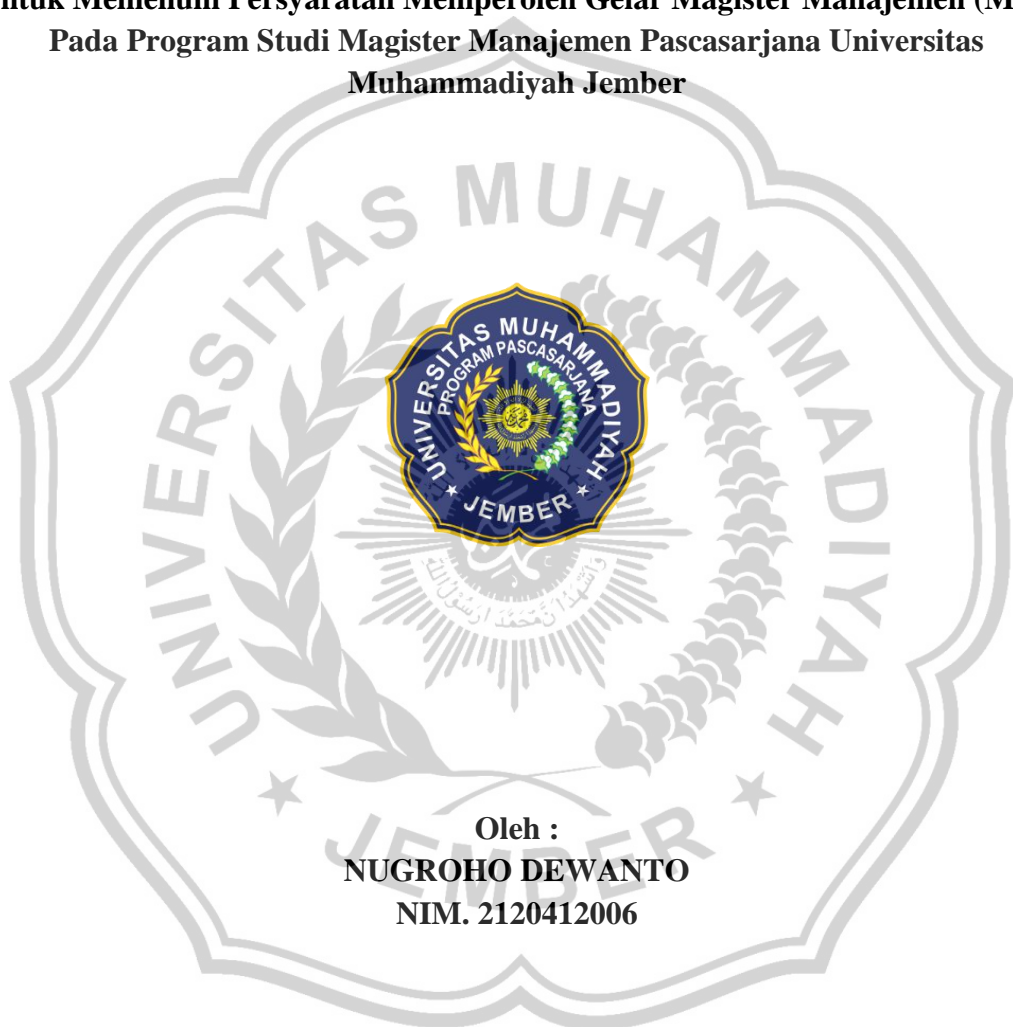 ntuk Memenuhi Persyaratan Memperoleh Gelar Magister Manajemen (M
Pada Program Studi Magister Manajemen Pascasarjana Universitas
Muhammadiyah Jember
UNIVERSITAS MUHAMMADIYAH
JEMBER
UNIVERSITAS MUHAMMADIYAH
PROGRAM PASCASARJANA
JEMBER
Oleh :
NUGROHO DEWANTO
NIM. 2120412006